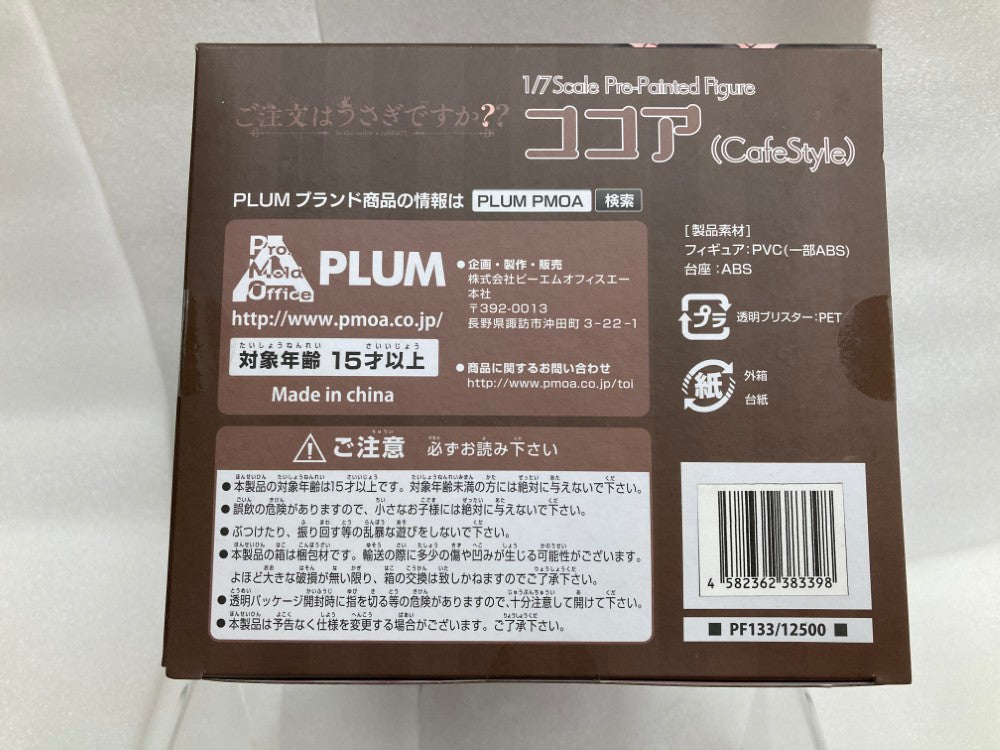 1/7Scale Pre-Painted Figure
ご注文はうさぎですか??
Is the order a rabbit??
ココア (CafeStyle)
PLUM ブランド商品の情報は PLUM PMOA 検索
Pro Mold Office
PLUM
http://www.pmoa.co.jp/
対象年齢 15才以上
たいしょうねんれい さいいじょう
Made in china
●企画・製作・販売
株式会社ピーエムオフィスエー
本社
〒392-0013
長野県諏訪市沖田町3-22-1
●商品に関するお問い合わせ
http://www.pmoa.co.jp/toi
[製品素材]
フィギュア:PVC(一部ABS)
台座:ABS
プラ 透明ブリスター:PET
紙 外箱
台紙
ご注意 必ずお読み下さい
●本製品の対象年齢は15才以上です。対象年齢未満の方には絶対に与えないで下さい。
●誤飲の危険がありますので、小さなお子様には絶対に与えないで下さい。
●ぶつけたり、振り回す等の乱暴な遊びをしないで下さい。
●本製品の箱は梱包材です。輸送の際に多少の傷や凹みが生じる可能性がございます。
よほど大きな破損が無い限り、箱の交換は致しかねますのでご了承下さい。
●透明パッケージ開封時に指を切る等の危険がありますので、十分注意して開けて下さい。
●本製品は予告なく仕様を変更する場合がございます。ご了承下さい。
4 582362 383398
■ PF133/12500 ■